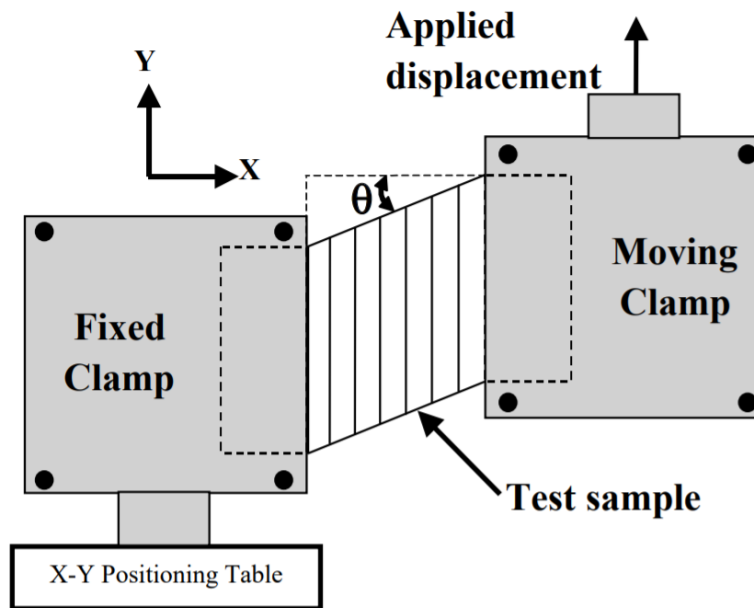 Applied
displacement
Y
X
θ
Moving
Clamp
Fixed
Clamp
Test sample
X-Y Positioning Table